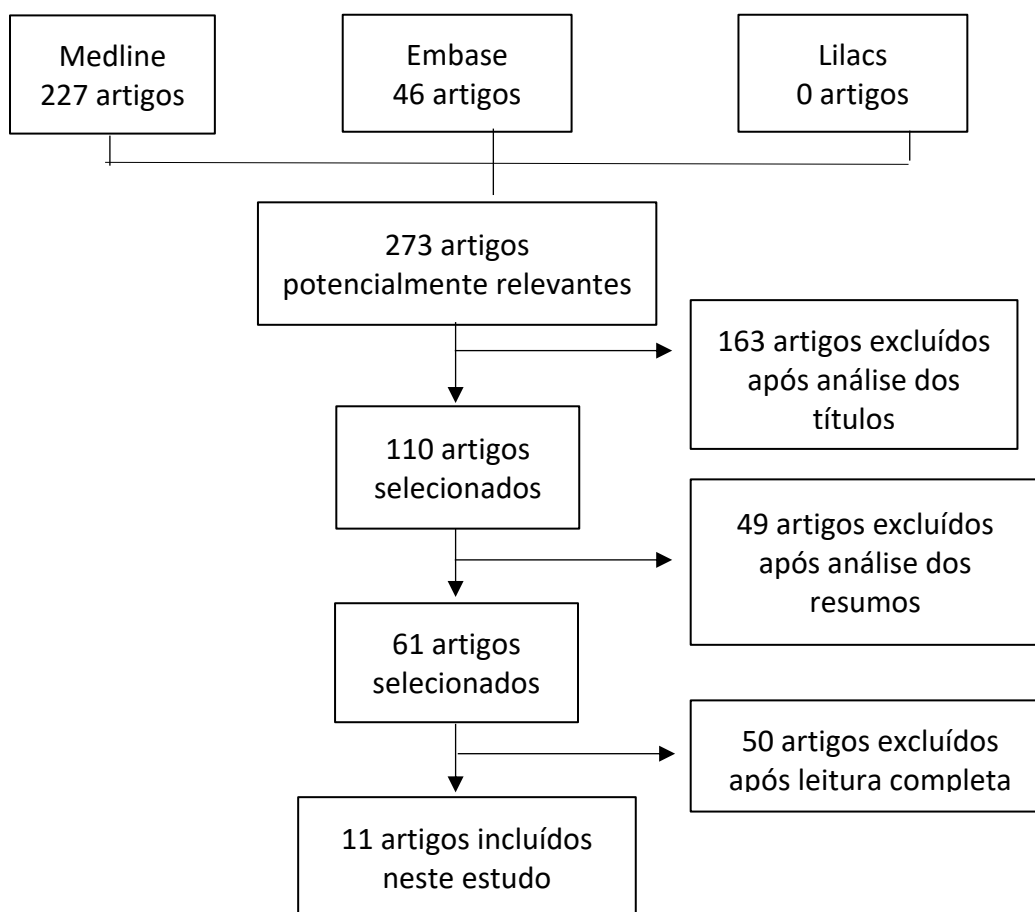 Medline
227 artigos
Embase
46 artigos
Lilacs
0 artigos
273 artigos
potencialmente relevantes
163 artigos excluídos
após análise dos
títulos
110 artigos
selecionados
49 artigos excluídos
após análise dos
resumos
61 artigos
selecionados
50 artigos excluídos
após leitura completa
11 artigos incluídos
neste estudo